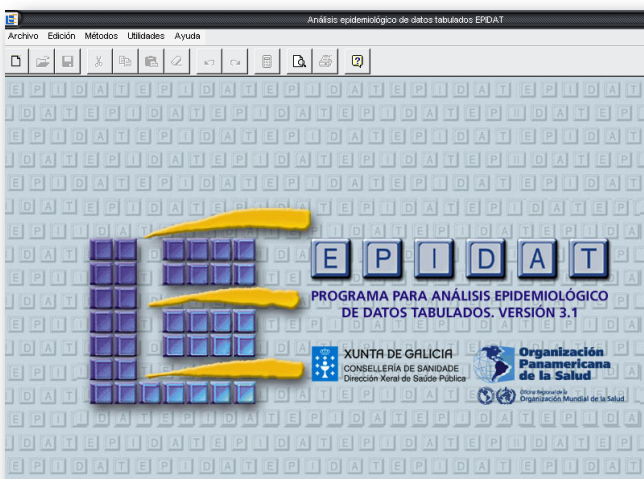 Análisis epidemiológico de datos tabulados EPIDAT
Archivo Edición Métodos Utilidades Ayuda
EPIDAT
PROGRAMA PARA ANÁLISIS EPIDEMIOLÓGICO
DE DATOS TABULADOS. VERSIÓN 3.1
XUNTA DE GALICIA
CONSELLERÍA DE SANIDADE
Dirección Xeral de Saúde Pública
Organización
Panamericana
de la Salud
Oficina Regional de la
Organización Mundial de la Salud